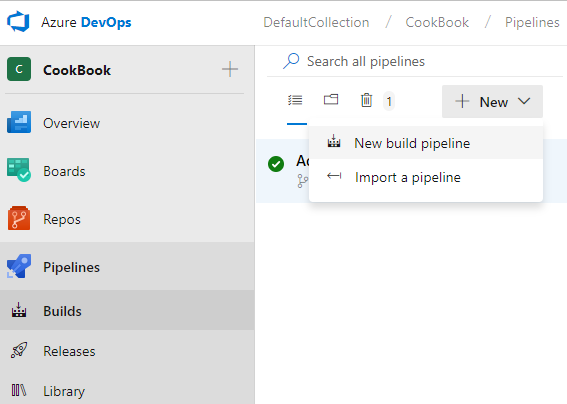 Azure DevOps
DefaultCollection / CookBook / Pipelines
C CookBook
Search all pipelines
1
New
Overview
New build pipeline
Boards
Import a pipeline
Repos
Pipelines
Builds
Releases
Library